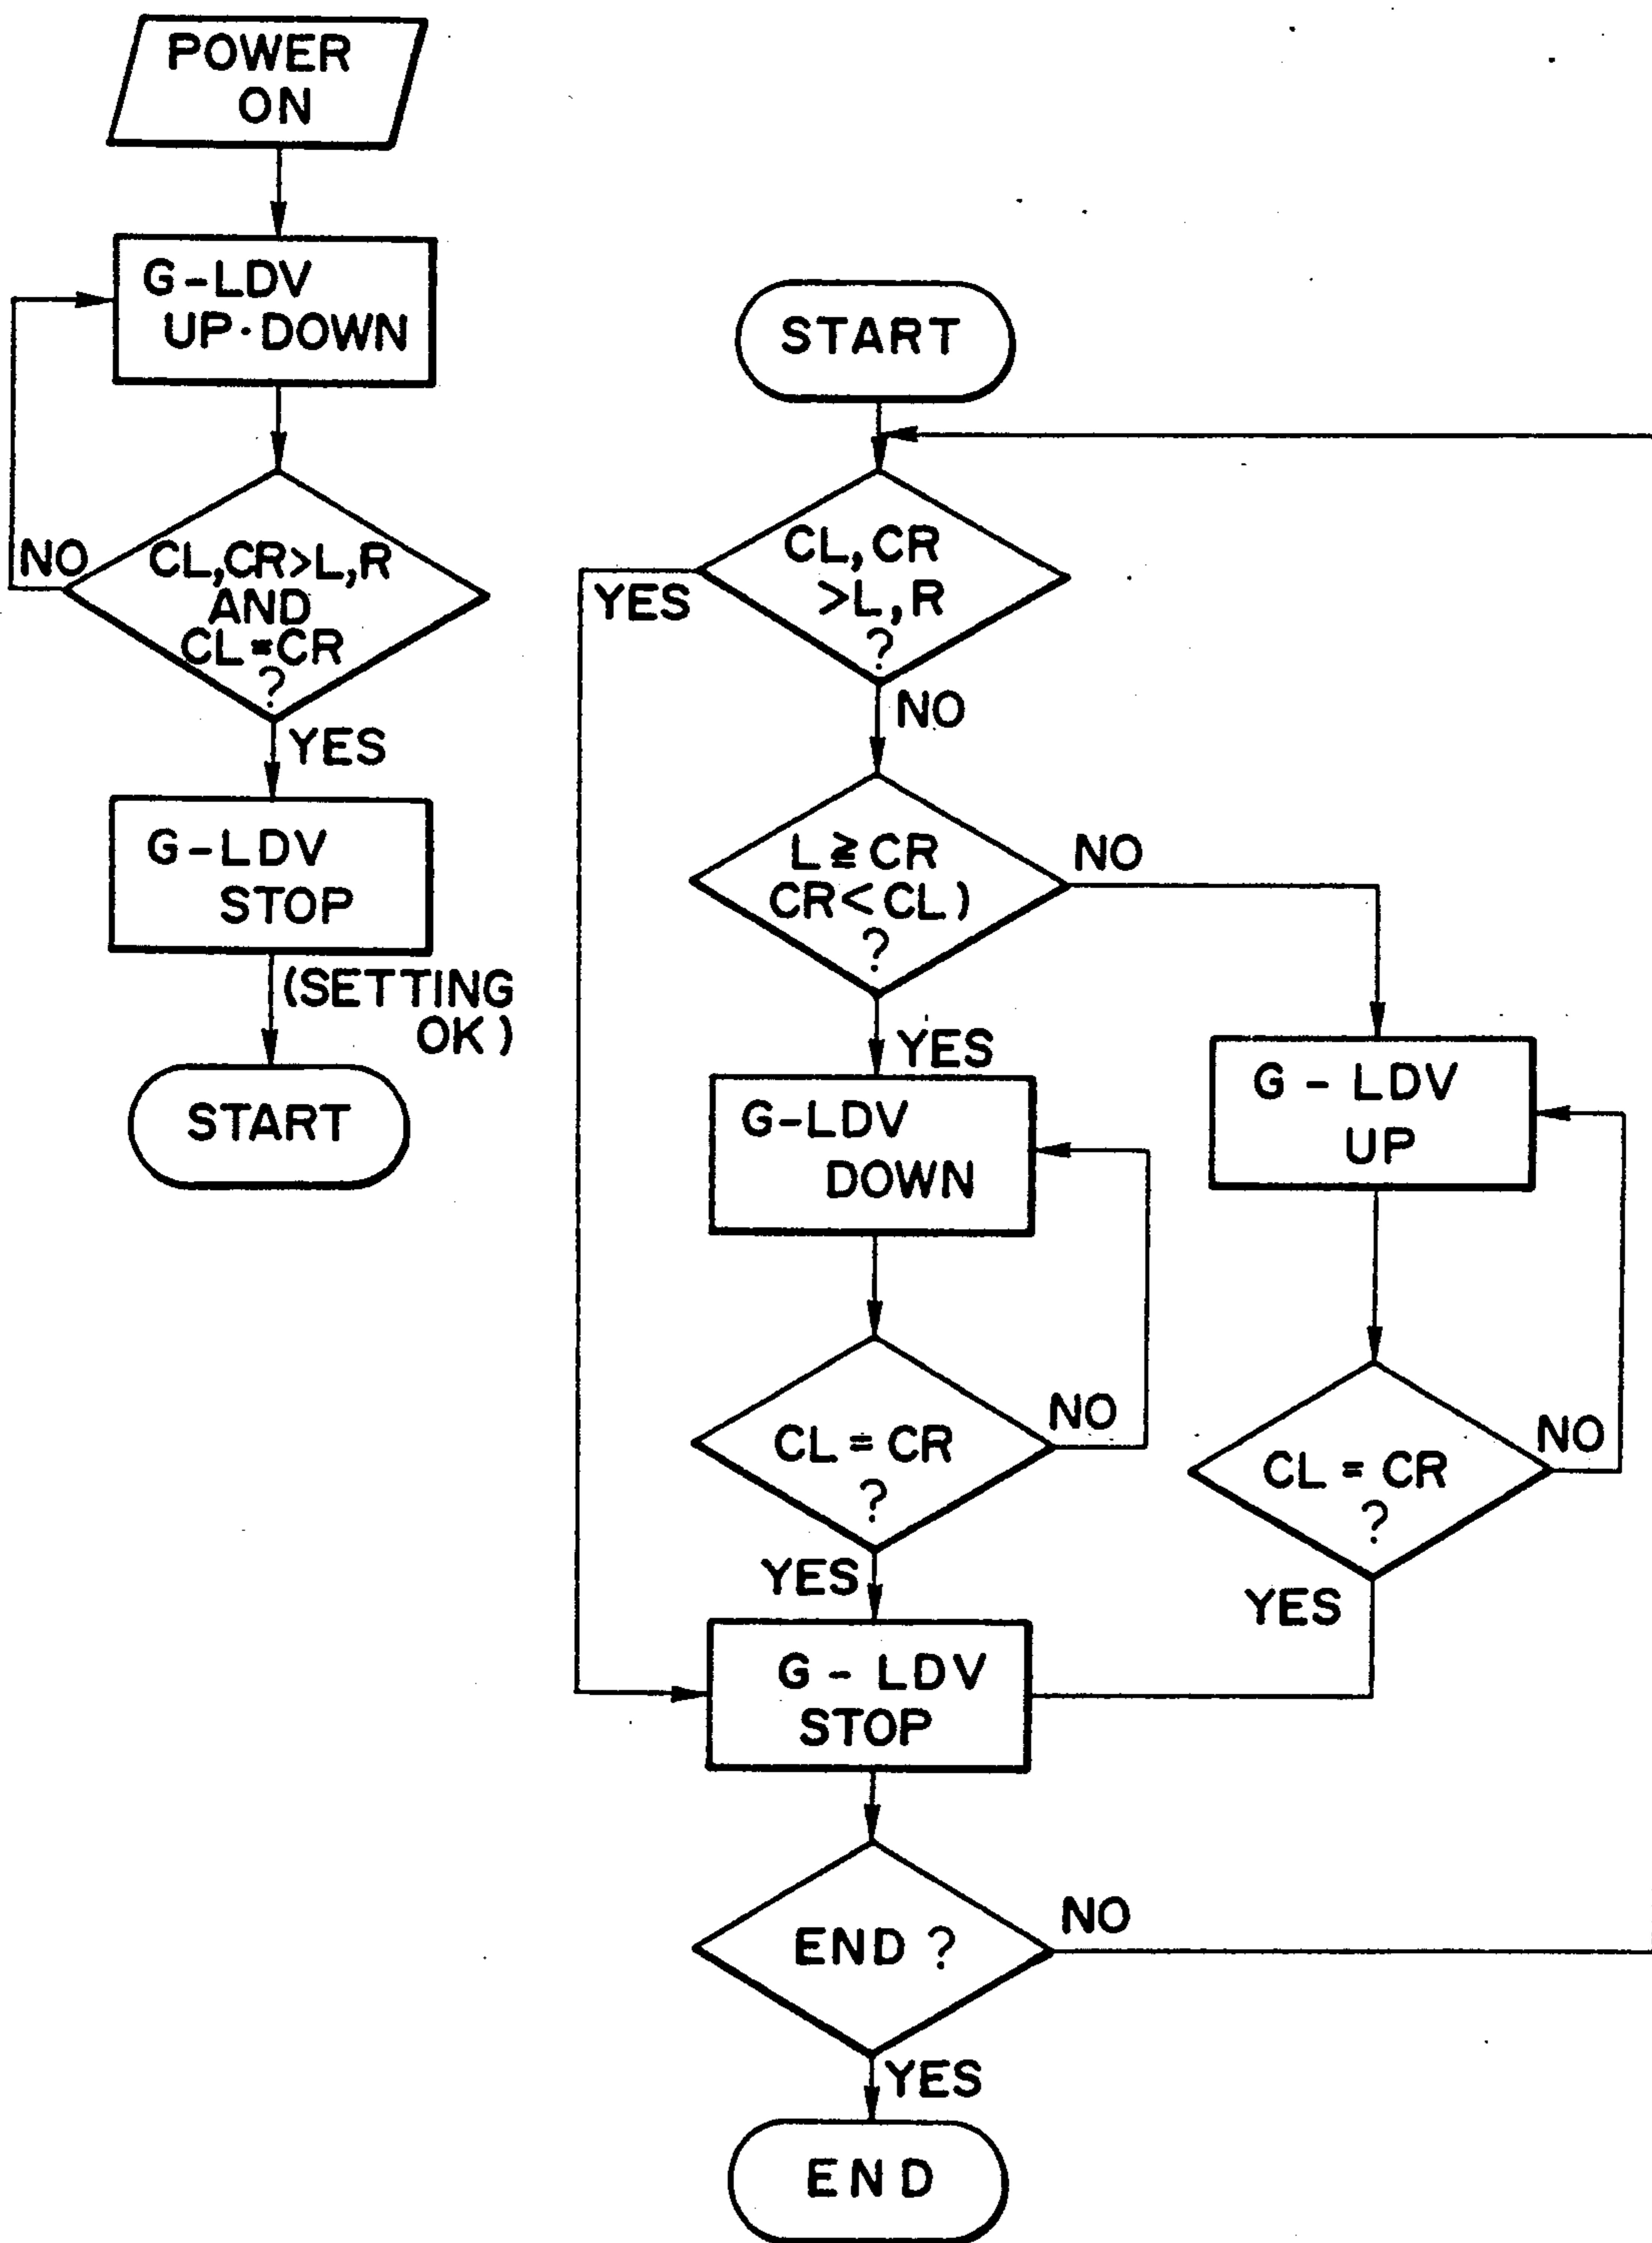 POWER
ON
G-LDV
UP·DOWN
NO
CL,CR>L,R
AND
CL=CR
?
YES
G-LDV
STOP
(SETTING
OK)
START
START
CL,CR
>L,R
?
YES
NO
L≧CR
CR<CL)
?
NO
YES
G-LDV
DOWN
G-LDV
UP
CL=CR
?
NO
YES
CL=CR
?
NO
YES
G-LDV
STOP
END ?
NO
YES
END